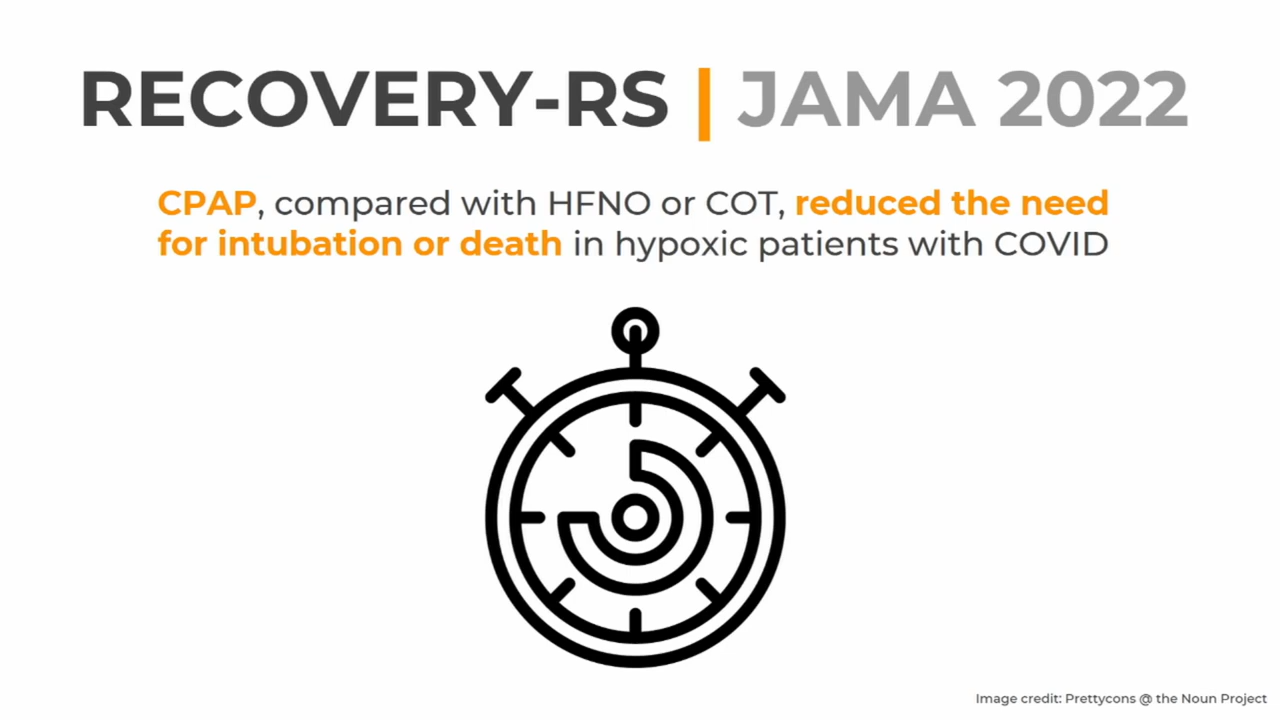 RECOVERY-RS | JAMA 2022
CPAP, compared with HFNO or COT, reduced the need
for intubation or death in hypoxic patients with COVID
Image credit: Prettycons @ the Noun Project